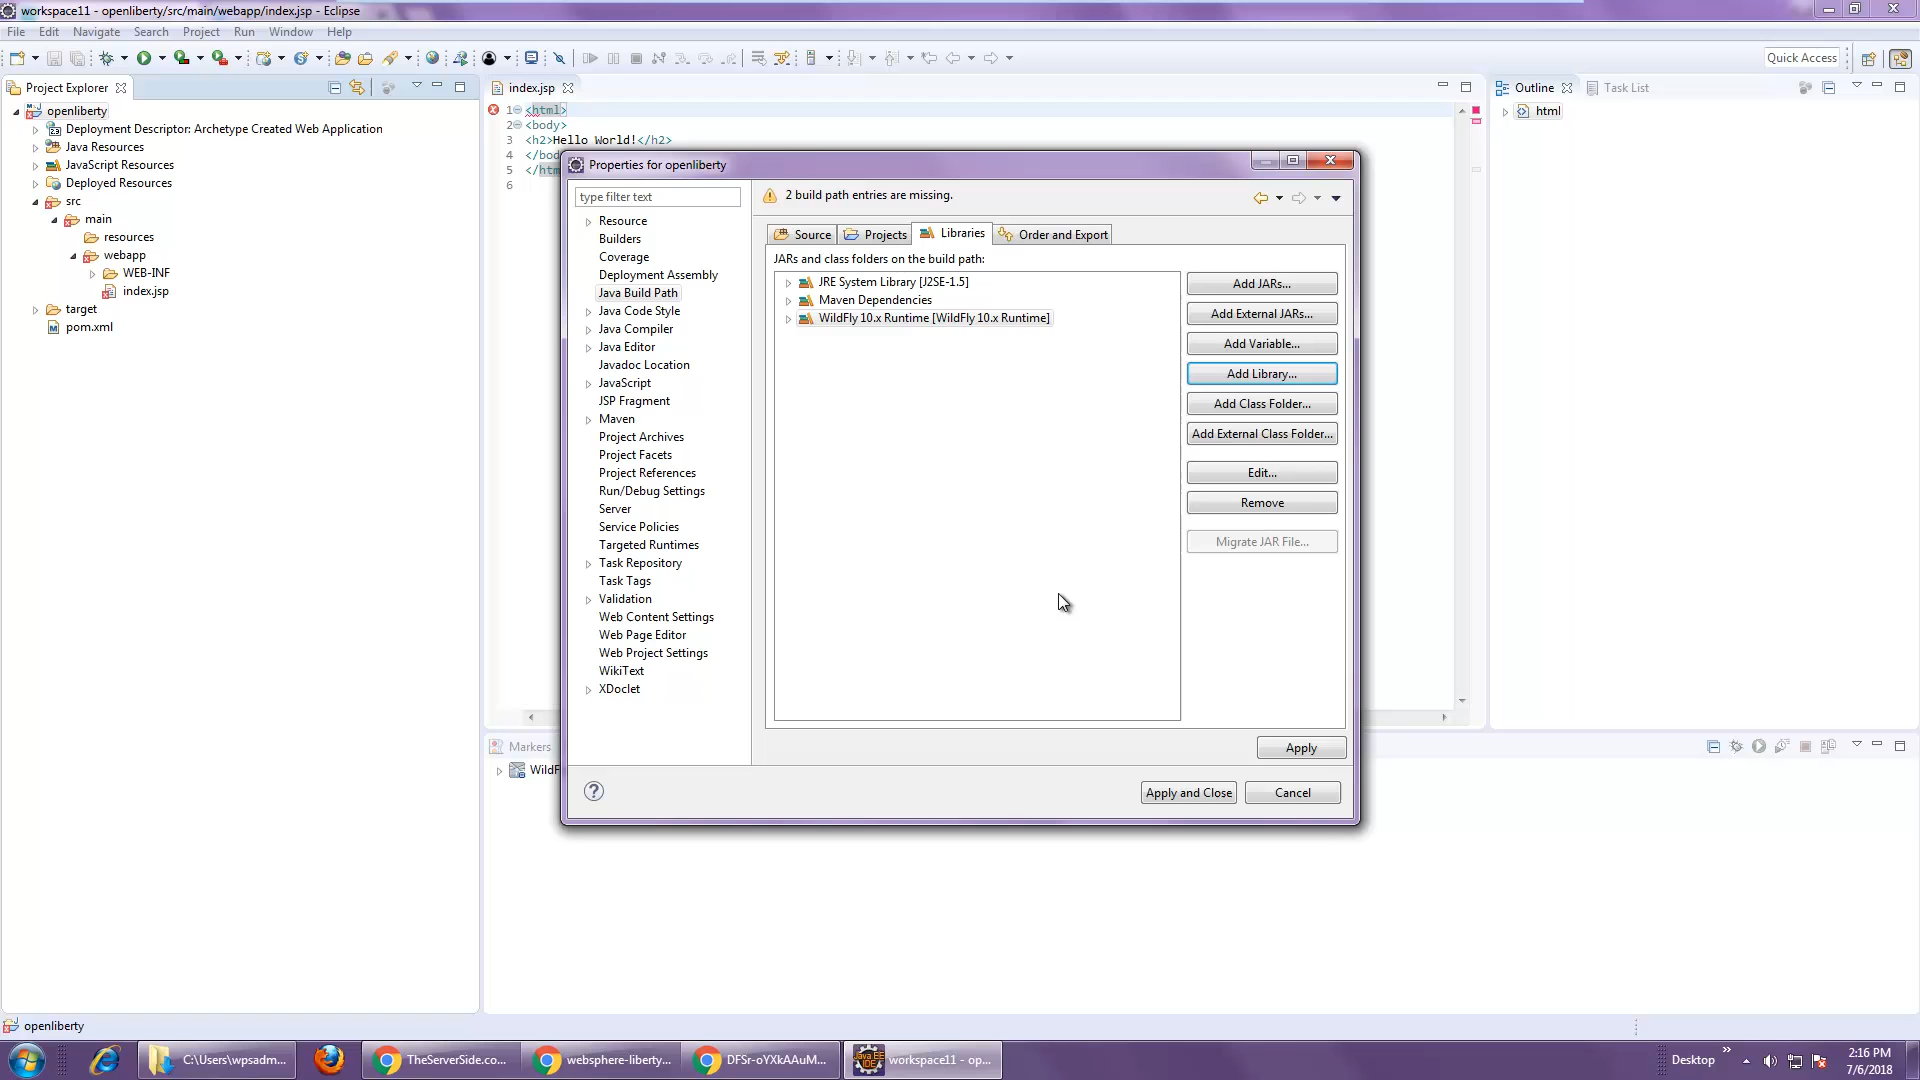 workspace11 - openliberty/src/main/webapp/index.jsp - Eclipse
File Edit Navigate Search Project Run Window Help
Quick Access
Project Explorer
index.jsp
Outline
Task List
openliberty
Deployment Descriptor: Archetype Created Web Application
Java Resources
JavaScript Resources
Deployed Resources
src
main
resources
webapp
WEB-INF
index.jsp
target
pom.xml
1 <html>
2 <body>
3 <h2>Hello World!</h2>
4 </bod
5 </htm
6
html
Properties for openliberty
type filter text
Resource
Builders
Coverage
Deployment Assembly
Java Build Path
Java Code Style
Java Compiler
Java Editor
Javadoc Location
JavaScript
JSP Fragment
Maven
Project Archives
Project Facets
Project References
Run/Debug Settings
Server
Service Policies
Targeted Runtimes
Task Repository
Task Tags
Validation
Web Content Settings
Web Page Editor
Web Project Settings
WikiText
XDoclet
2 build path entries are missing.
Source Projects Libraries Order and Export
JARs and class folders on the build path:
JRE System Library [J2SE-1.5]
Maven Dependencies
WildFly 10.x Runtime [WildFly 10.x Runtime]
Add JARs...
Add External JARs...
Add Variable...
Add Library...
Add Class Folder...
Add External Class Folder...
Edit...
Remove
Migrate JAR File...
Apply
Apply and Close
Cancel
Markers
WildF
openliberty
C:\Users\wpsadm...
TheServerSide.co...
websphere-liberty...
DFSr-oYXkAAuM...
Java EE
IDE
workspace11 - op...
Desktop
2:16 PM
7/6/2018